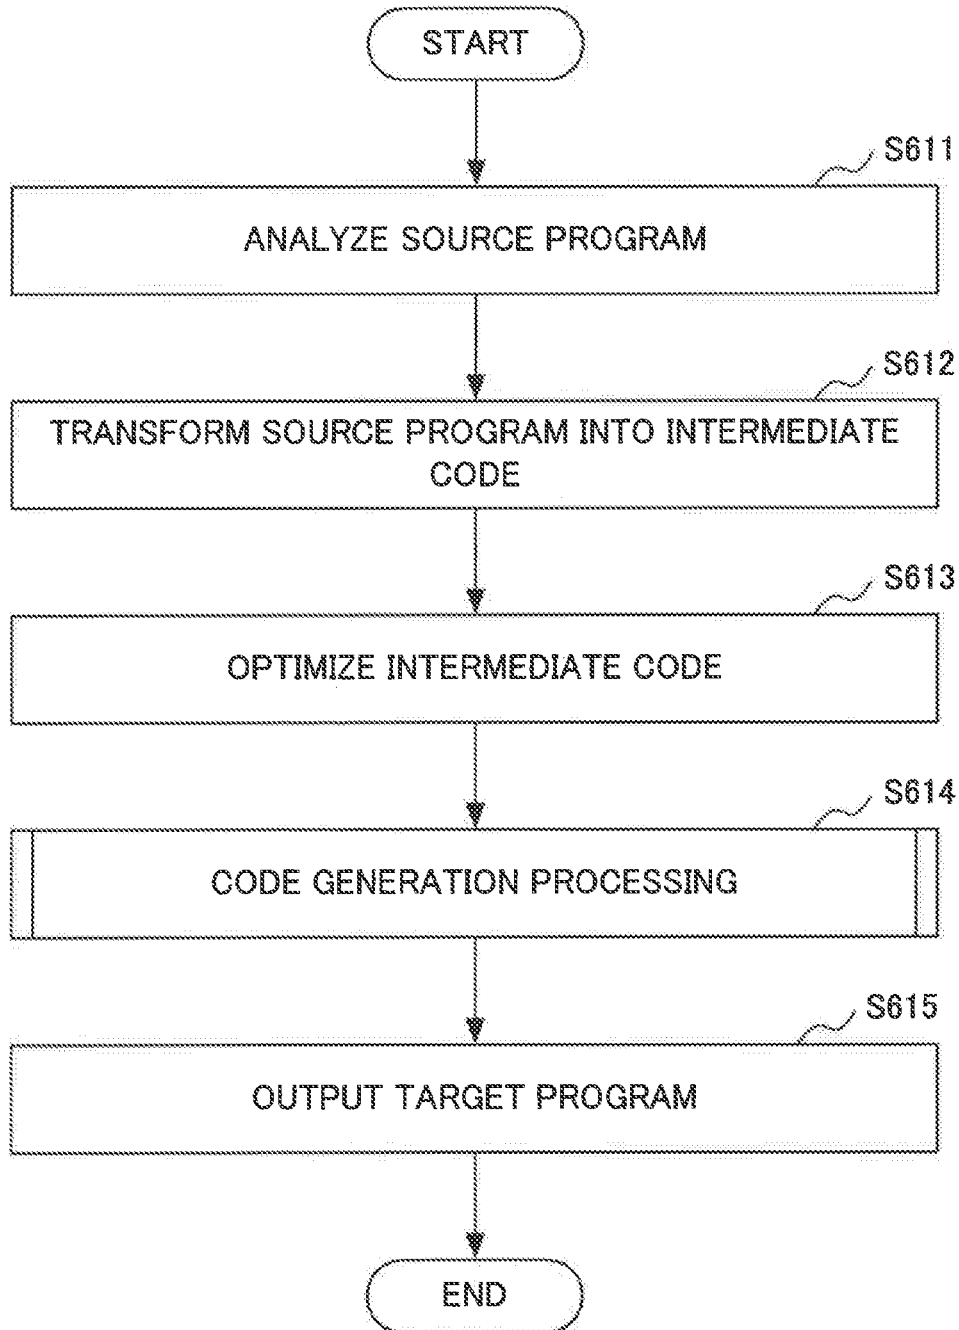 START
S611
ANALYZE SOURCE PROGRAM
S612
TRANSFORM SOURCE PROGRAM INTO INTERMEDIATE
CODE
S613
OPTIMIZE INTERMEDIATE CODE
S614
CODE GENERATION PROCESSING
S615
OUTPUT TARGET PROGRAM
END